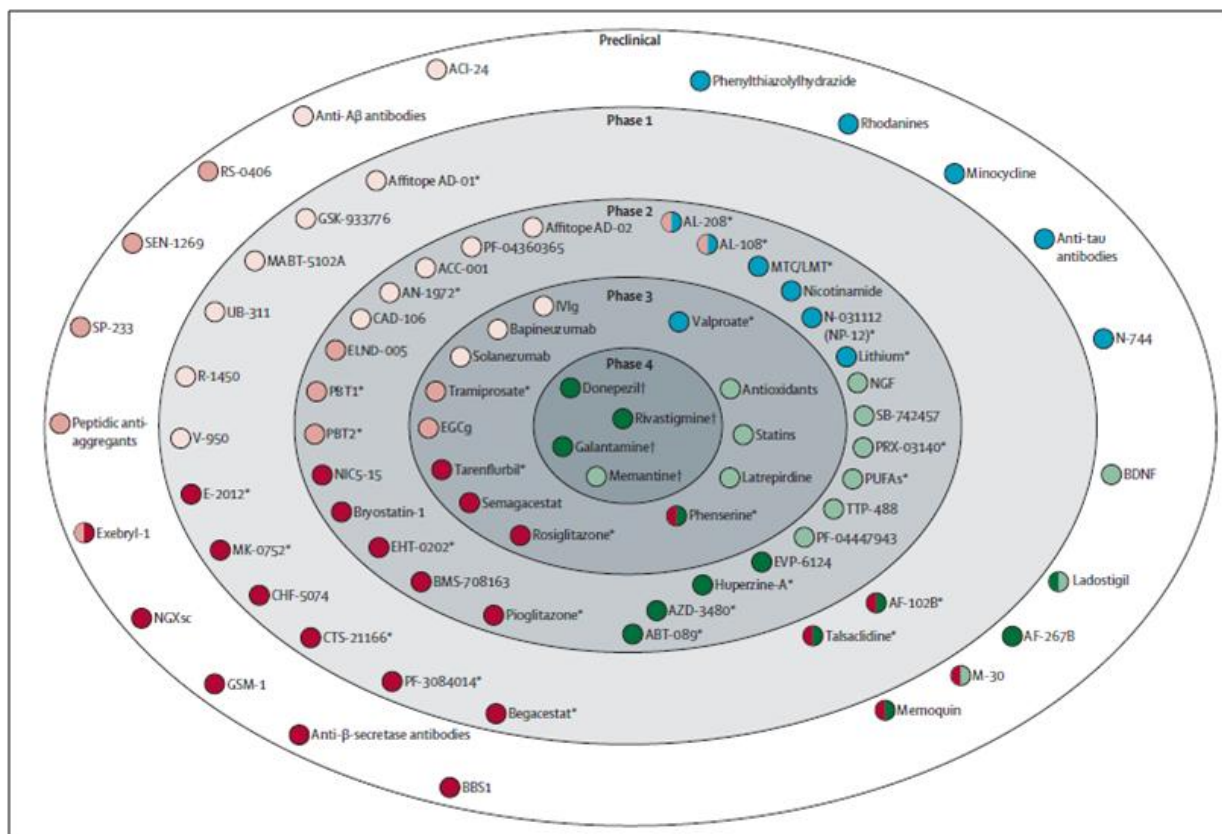 Preclinical
ACI-24
Phenylthiazolylhydrazide
Anti-Aβ antibodies
Rhodanines
RS-0406
Minocycline
SEN-1269
Anti-tau
antibodies
SP-233
N-744
Peptidic anti-
aggregants
BDNF
Exebryl-1
Ladostigil
NGXsc
AF-267B
GSM-1
M-30
Memoquin
Anti-β-secretase antibodies
BBS1
Phase 1
Affitope AD-01*
GSK-933776
MABT-5102A
UB-311
R-1450
V-950
E-2012*
MK-0752*
CHF-5074
CTS-21166*
PF-3084014*
Begacestat*
AF-102B*
Talsaclidine*
Phase 2
Affitope AD-02
AL-208*
PF-04360365
AL-108*
ACC-001
MTC/LMT*
AN-1972*
Nicotinamide
CAD-106
N-031112
(NP-12)*
ELND-005
Lithium*
PBT1*
NGF
SB-742457
PBT2*
PRX-03140*
NIC5-15
PUFAs*
Bryostatin-1
TTP-488
EHT-0202*
PF-04447943
BMS-708163
EVP-6124
Pioglitazone*
Huperzine-A*
AZD-3480*
ABT-089*
Phase 3
IVIg
Bapineuzumab
Valproate*
Solanezumab
Tramiprosate*
Antioxidants
EGCg
Statins
Tarenflurbil*
Latrepirdine
Semagacestat
Rosiglitazone*
Phenserine*
Phase 4
Donepezil†
Rivastigmine†
Galantamine†
Memantine†